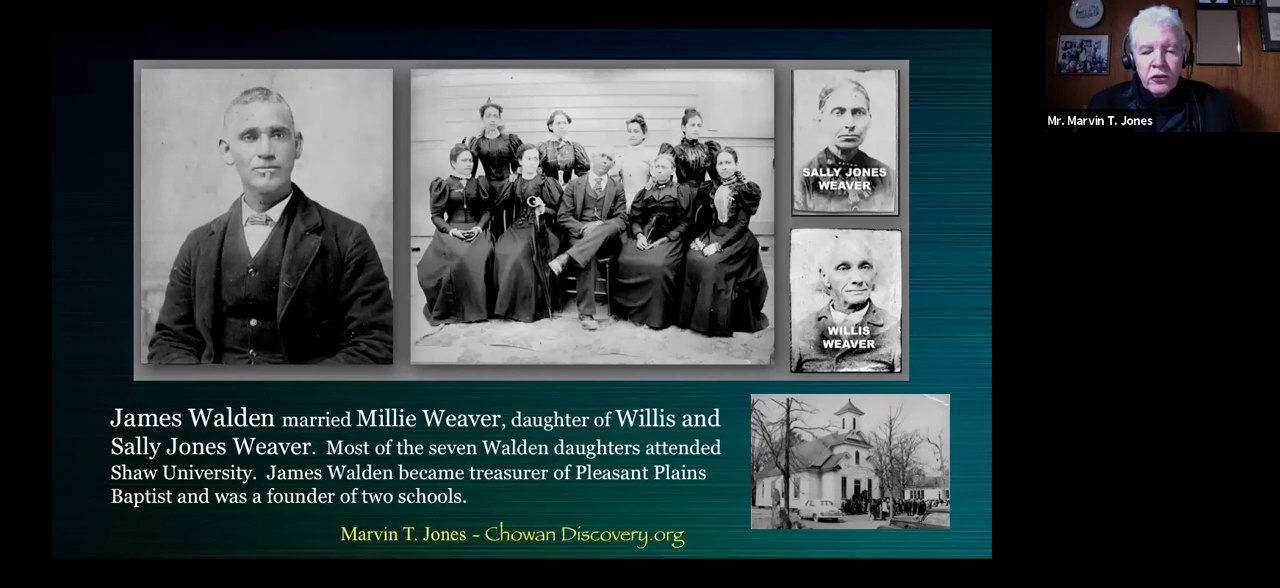 Mr. Marvin T. Jones
SALLY JONES
WEAVER
WILLIS
WEAVER
James Walden married Millie Weaver, daughter of Willis and
Sally Jones Weaver.  Most of the seven Walden daughters attended
Shaw University.  James Walden became treasurer of Pleasant Plains
Baptist and was a founder of two schools.
Marvin T. Jones - Chowan Discovery.org